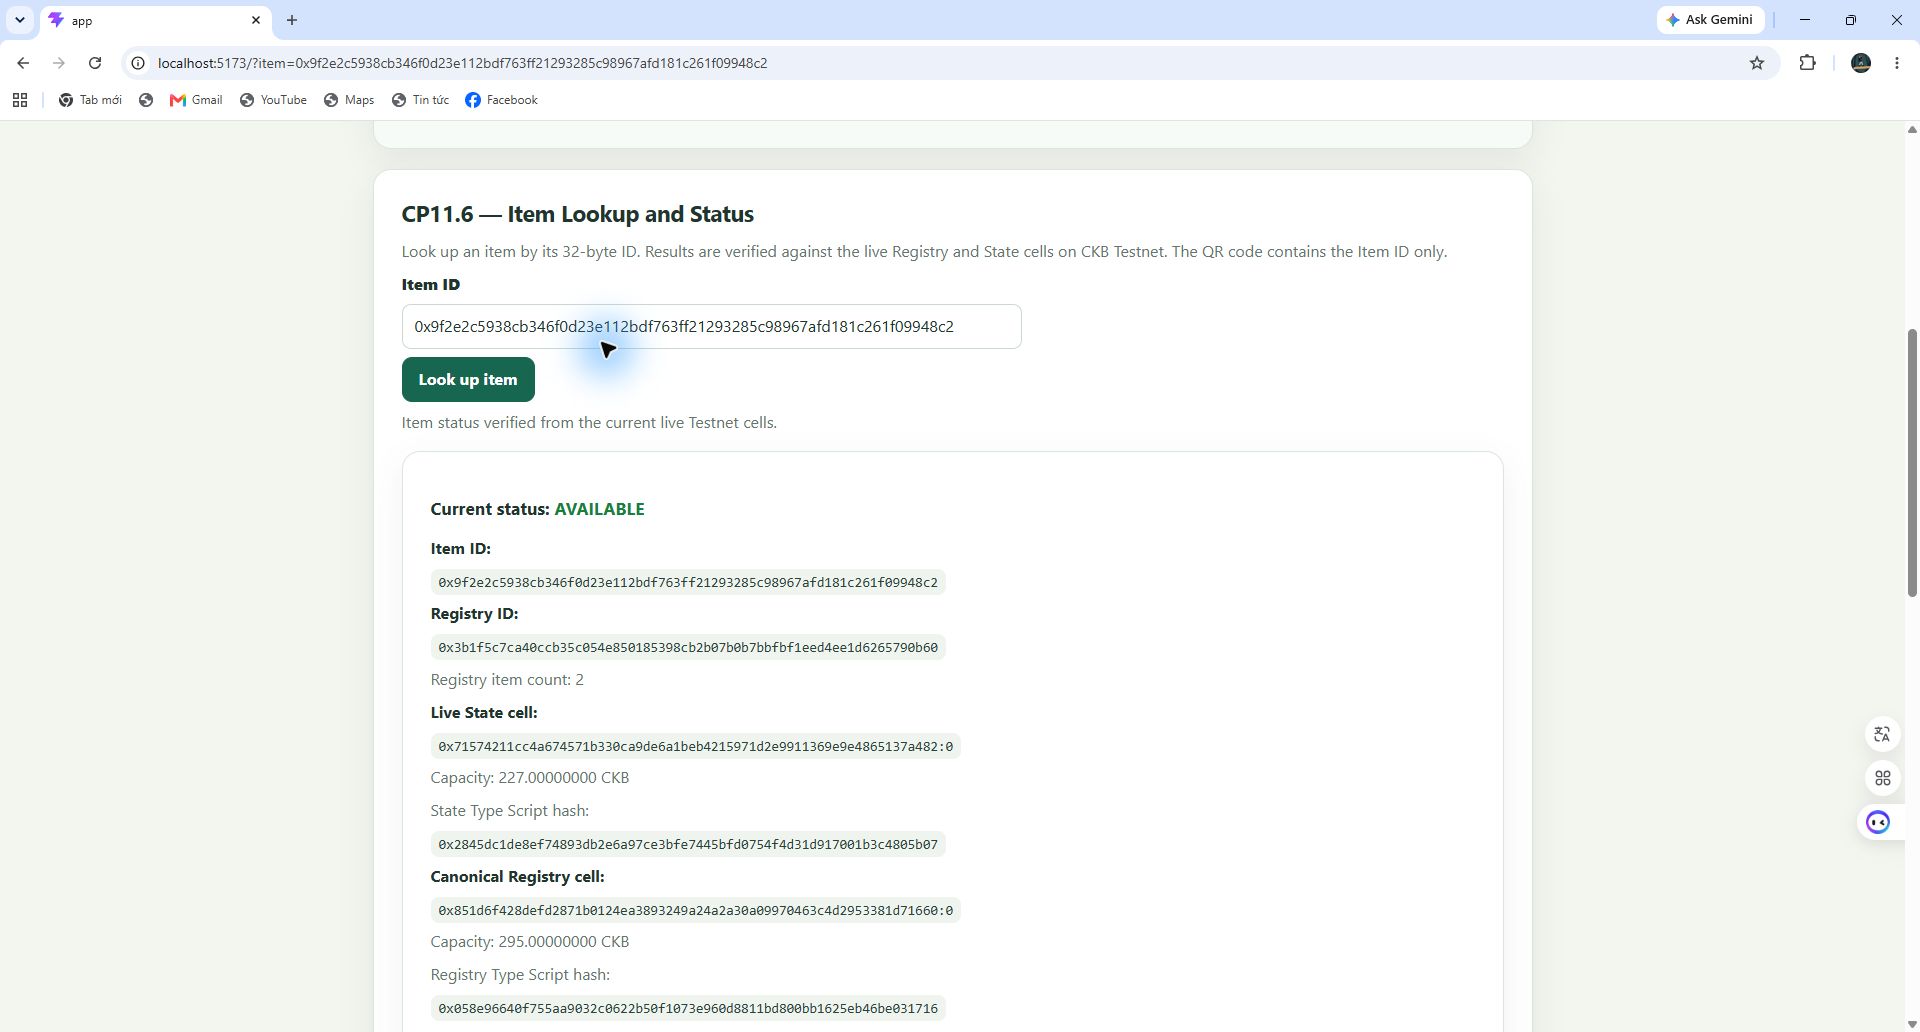 app
Ask Gemini
localhost:5173/?item=0x9f2e2c5938cb346f0d23e112bdf763ff21293285c98967afd181c261f09948c2
Tab mới
Gmail
YouTube
Maps
Tin tức
Facebook
CP11.6 — Item Lookup and Status
Look up an item by its 32-byte ID. Results are verified against the live Registry and State cells on CKB Testnet. The QR code contains the Item ID only.
Item ID
0x9f2e2c5938cb346f0d23e112bdf763ff21293285c98967afd181c261f09948c2
Look up item
Item status verified from the current live Testnet cells.
Current status: AVAILABLE
Item ID:
0x9f2e2c5938cb346f0d23e112bdf763ff21293285c98967afd181c261f09948c2
Registry ID:
0x3b1f5c7ca40ccb35c054e850185398cb2b07b0b7bbfbf1eed4ee1d6265790b60
Registry item count: 2
Live State cell:
0x71574211cc4a674571b330ca9de6a1beb4215971d2e9911369e9e4865137a482:0
Capacity: 227.00000000 CKB
State Type Script hash:
0x2845dc1de8ef74893db2e6a97ce3bfe7445bfd0754f4d31d917001b3c4805b07
Canonical Registry cell:
0x851d6f428defd2871b0124ea3893249a24a2a30a09970463c4d2953381d71660:0
Capacity: 295.00000000 CKB
Registry Type Script hash:
0x058e96640f755aa9032c0622b50f1073e960d8811bd800bb1625eb46be031716